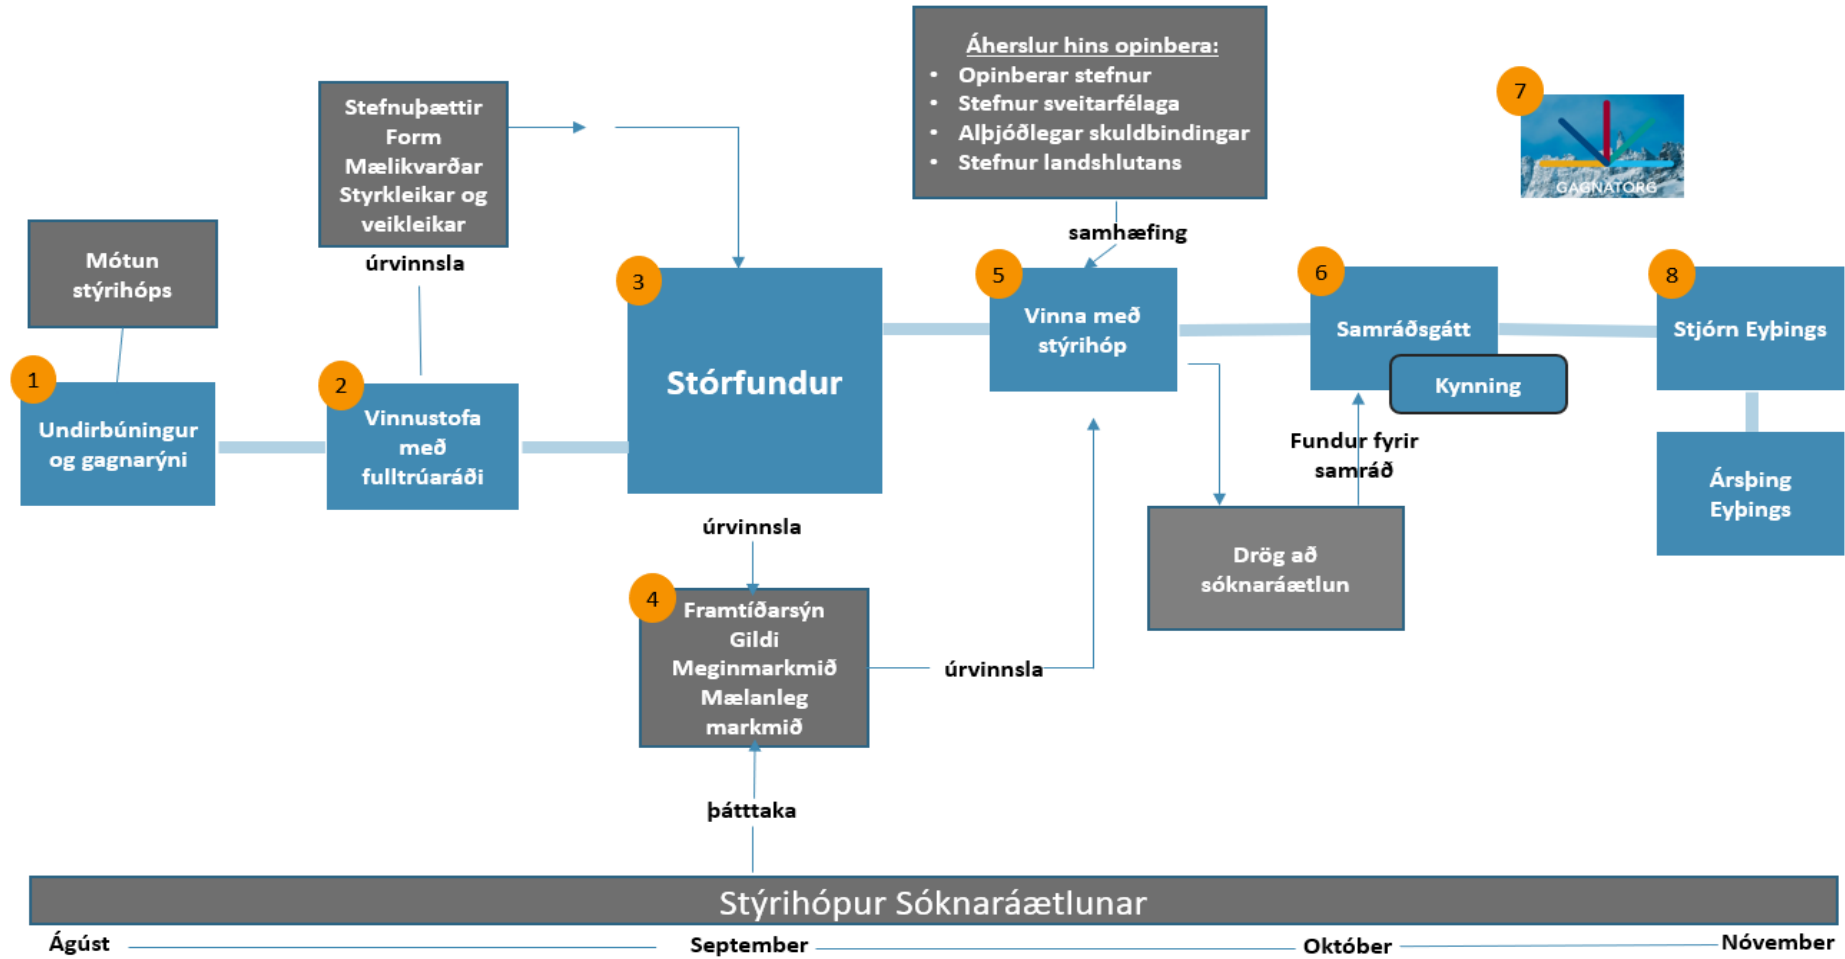 1
Mótun
stýrihóps
Undirbúningur
og gagnarýni
2
Stefnuþættir
Form
Mælikvarðar
Styrkleikar og
veikleikar
úrvinnsla
Vinnustofa
með
fulltrúaráði
3
Stórfundur
úrvinnsla
4
Framtíðarsýn
Gildi
Meginmarkmið
Mælanleg
markmið
úrvinnsla
þátttaka
Áherslur hins opinbera:
• Opinberar stefnur
• Stefnur sveitarfélaga
• Alþjóðlegar skuldbindingar
• Stefnur landshlutans
samhæfing
5
Vinna með
stýrihóp
Drög að
sóknaráætlun
Fundur fyrir
samráð
6
Samráðsgátt
Kynning
7
GAGNATORG
8
Stjórn Eyþings
Ársþing
Eyþings
Stýrihópur Sóknaráætlunar
Ágúst
September
Október
Nóvember